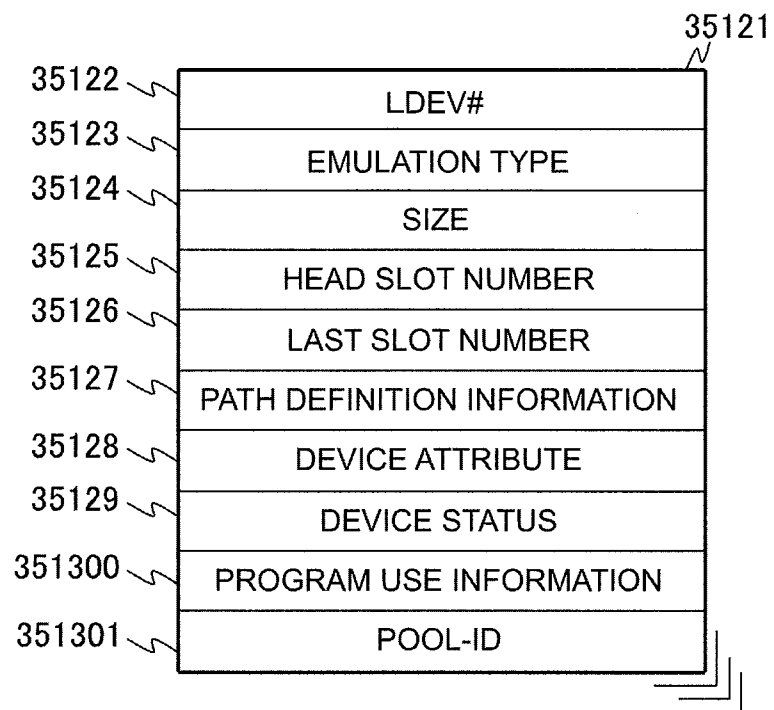 35121
35122 LDEV#
35123 EMULATION TYPE
35124 SIZE
35125 HEAD SLOT NUMBER
35126 LAST SLOT NUMBER
35127 PATH DEFINITION INFORMATION
35128 DEVICE ATTRIBUTE
35129 DEVICE STATUS
351300 PROGRAM USE INFORMATION
351301 POOL-ID